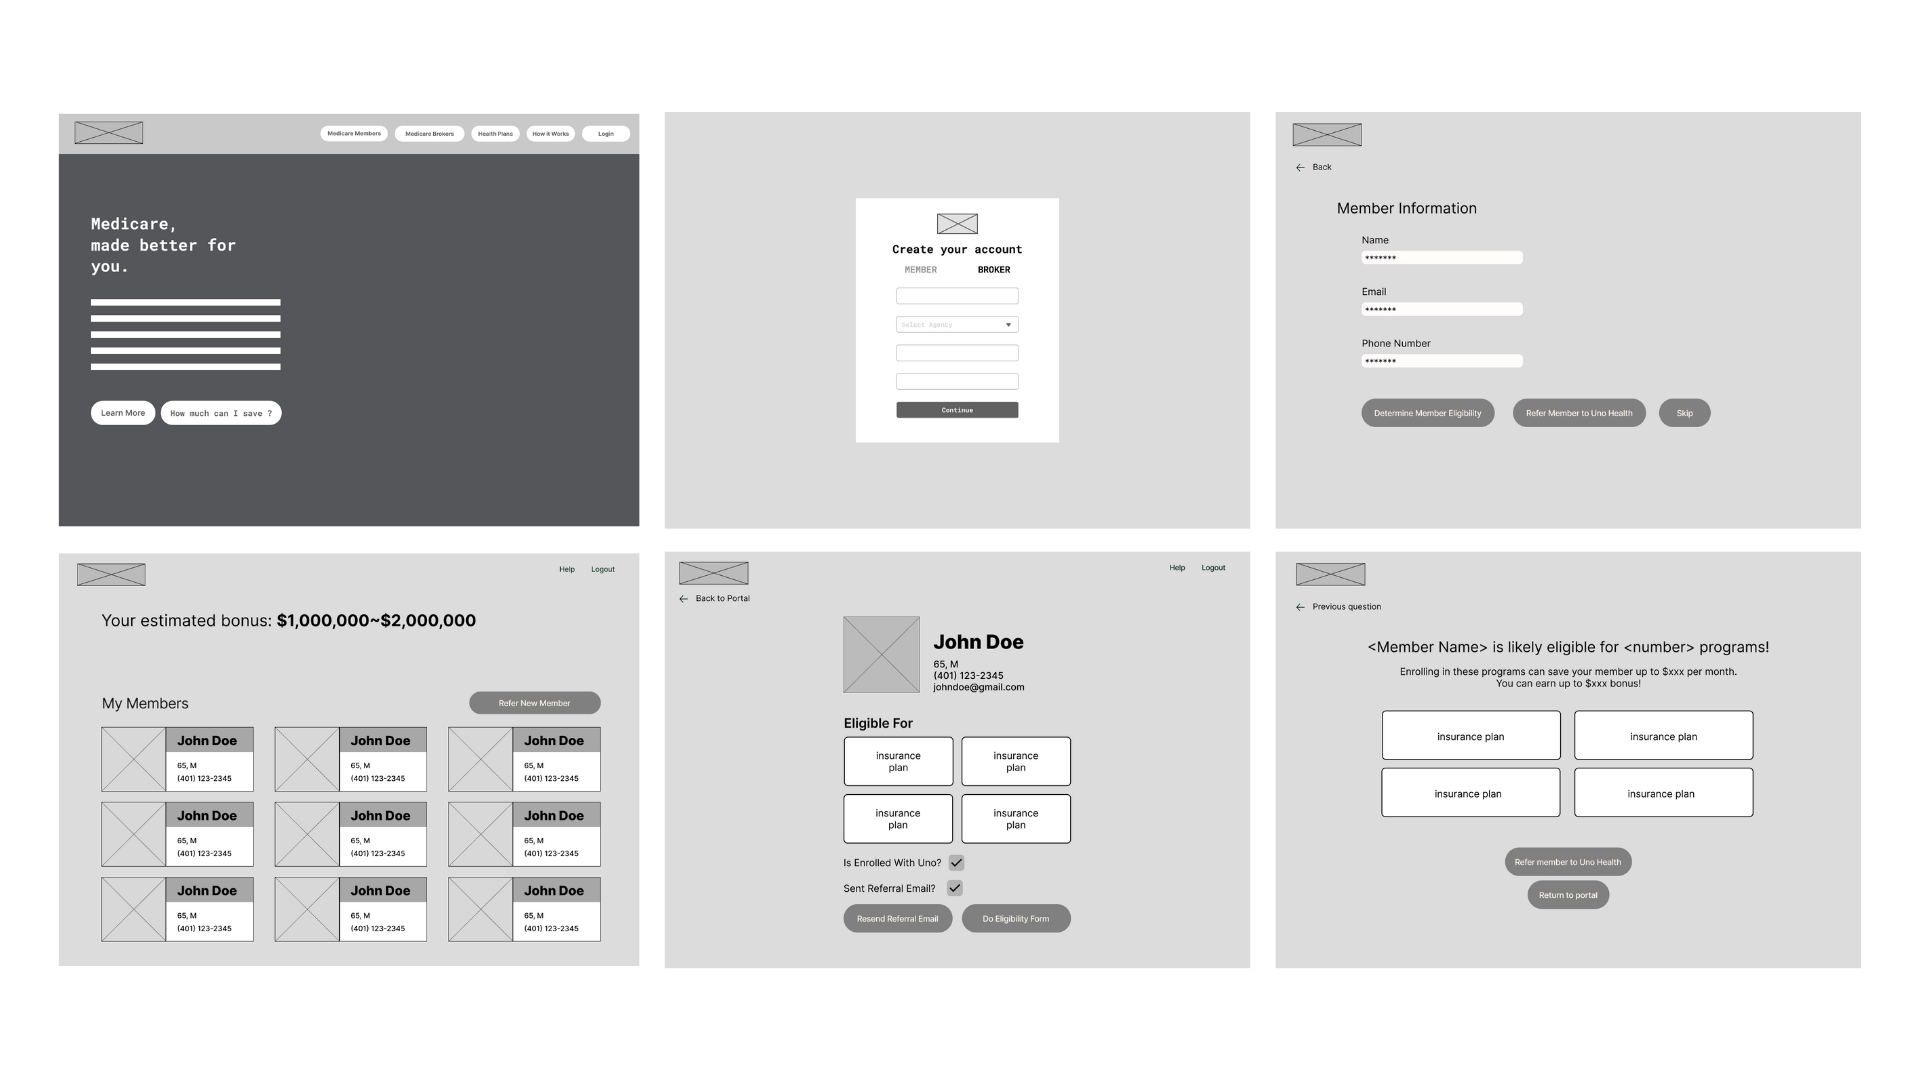 Medicare Members
Medicare Brokers
Health Plans
How it Works
Login
Medicare,
made better for
you.
Learn More
How much can I save ?
Create your account
MEMBER
BROKER
Select Agency
Continue
Back
Member Information
Name
*******
Email
*******
Phone Number
*******
Determine Member Eligibility
Refer Member to Uno Health
Skip
Help
Logout
Your estimated bonus: $1,000,000~$2,000,000
My Members
Refer New Member
John Doe
65, M
(401) 123-2345
John Doe
65, M
(401) 123-2345
John Doe
65, M
(401) 123-2345
John Doe
65, M
(401) 123-2345
John Doe
65, M
(401) 123-2345
John Doe
65, M
(401) 123-2345
John Doe
65, M
(401) 123-2345
John Doe
65, M
(401) 123-2345
John Doe
65, M
(401) 123-2345
Help
Logout
Back to Portal
John Doe
65, M
(401) 123-2345
johndoe@gmail.com
Eligible For
insurance
plan
insurance
plan
insurance
plan
insurance
plan
Is Enrolled With Uno?
Sent Referral Email?
Resend Referral Email
Do Eligibility Form
Previous question
<Member Name> is likely eligible for <number> programs!
Enrolling in these programs can save your member up to $xxx per month.
You can earn up to $xxx bonus!
insurance plan
insurance plan
insurance plan
insurance plan
Refer member to Uno Health
Return to portal